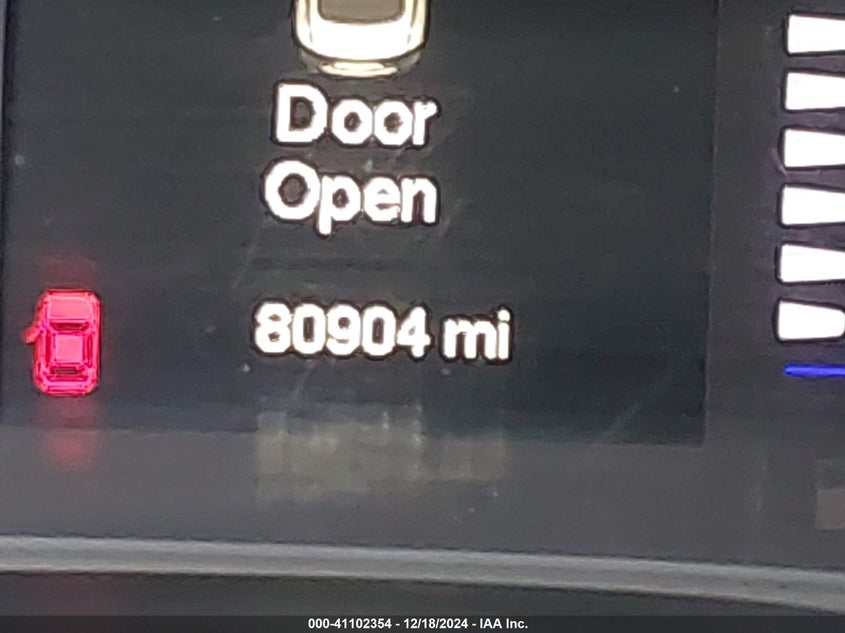 Door
Open
80904 mi
000-41102354 - 12/18/2024 - IAA Inc.